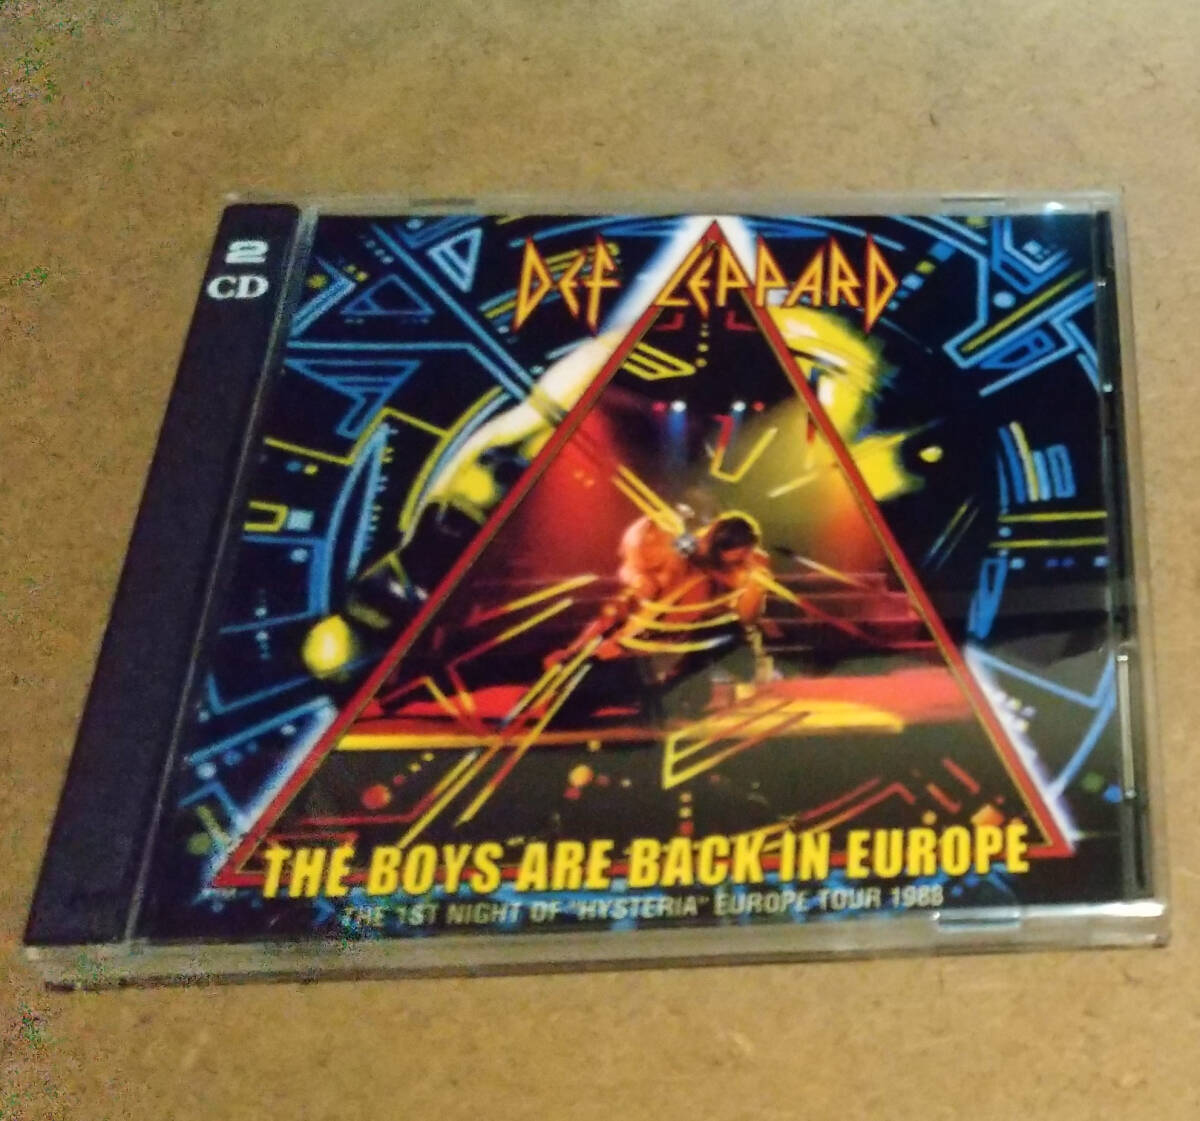 2
CD
DEF LEPPARD
THE BOYS ARE BACK IN EUROPE
THE 1ST NIGHT OF "HYSTERIA" EUROPE TOUR 1988